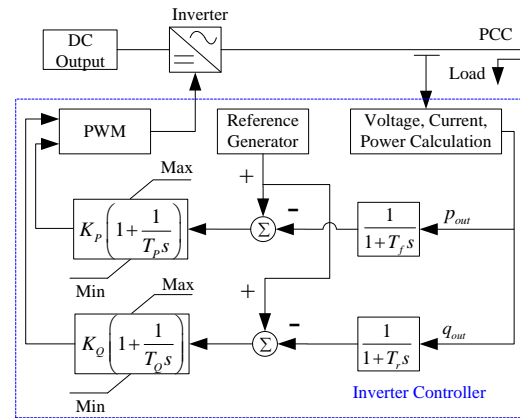 Inverter
DC
Output
PCC
Load
PWM
Reference
Generator
Voltage, Current,
Power Calculation
Max
+
−
K_P (1 + 1/(T_P s))
Σ
1/(1 + T_f s)
p_out
Min
Max
+
−
K_Q (1 + 1/(T_Q s))
Σ
1/(1 + T_r s)
q_out
Min
Inverter Controller